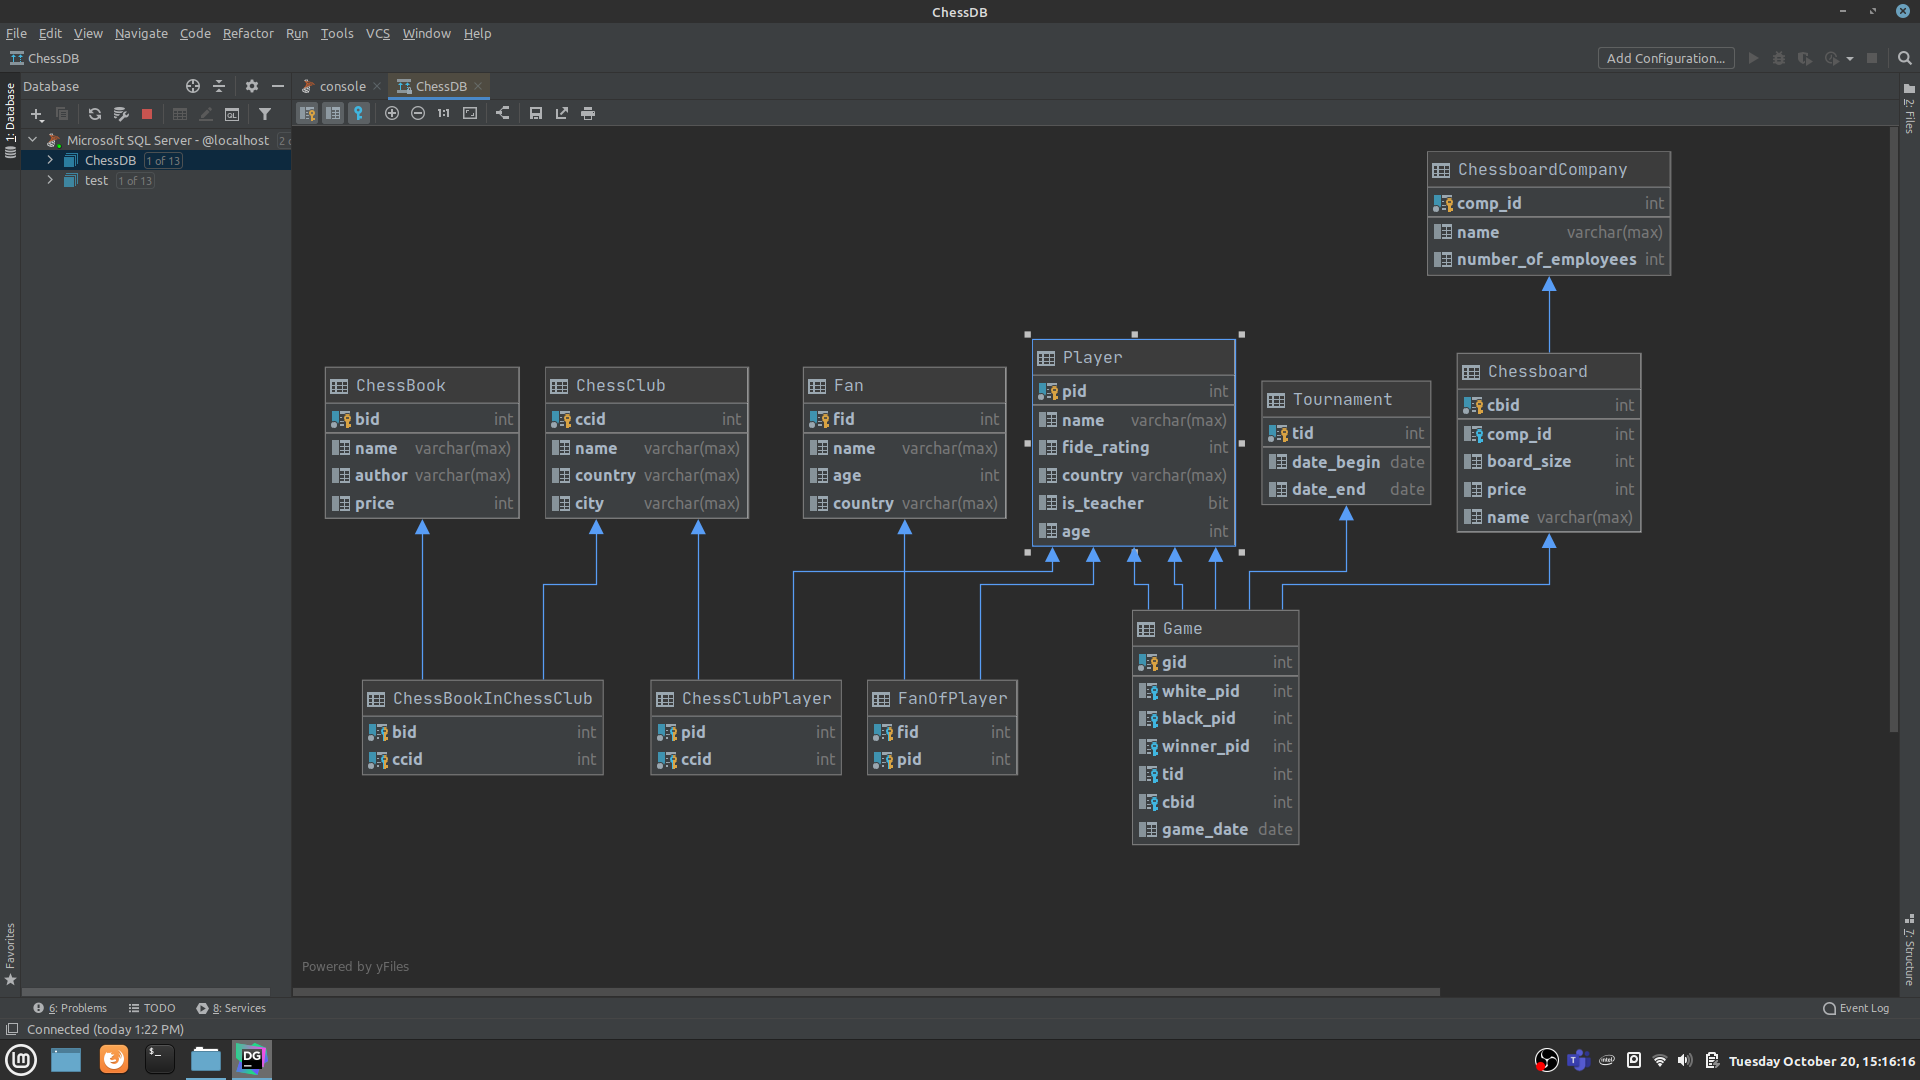 ChessDB
File Edit View Navigate Code Refactor Run Tools VCS Window Help
ChessDB
Add Configuration...
Database
console
ChessDB
1:1
QL
1: Database
2: Files
Microsoft SQL Server - @localhost
ChessDB 1 of 13
test 1 of 13
ChessboardCompany
comp_id int
name varchar(max)
number_of_employees int
ChessBook
bid int
name varchar(max)
author varchar(max)
price int
ChessClub
ccid int
name varchar(max)
country varchar(max)
city varchar(max)
Fan
fid int
name varchar(max)
age int
country varchar(max)
Player
pid int
name varchar(max)
fide_rating int
country varchar(max)
is_teacher bit
age int
Tournament
tid int
date_begin date
date_end date
Chessboard
cbid int
comp_id int
board_size int
price int
name varchar(max)
ChessBookInChessClub
bid int
ccid int
ChessClubPlayer
pid int
ccid int
FanOfPlayer
fid int
pid int
Game
gid int
white_pid int
black_pid int
winner_pid int
tid int
cbid int
game_date date
Favorites
7: Structure
Powered by yFiles
6: Problems TODO 8: Services
Event Log
Connected (today 1:22 PM)
DG
Tuesday October 20, 15:16:16